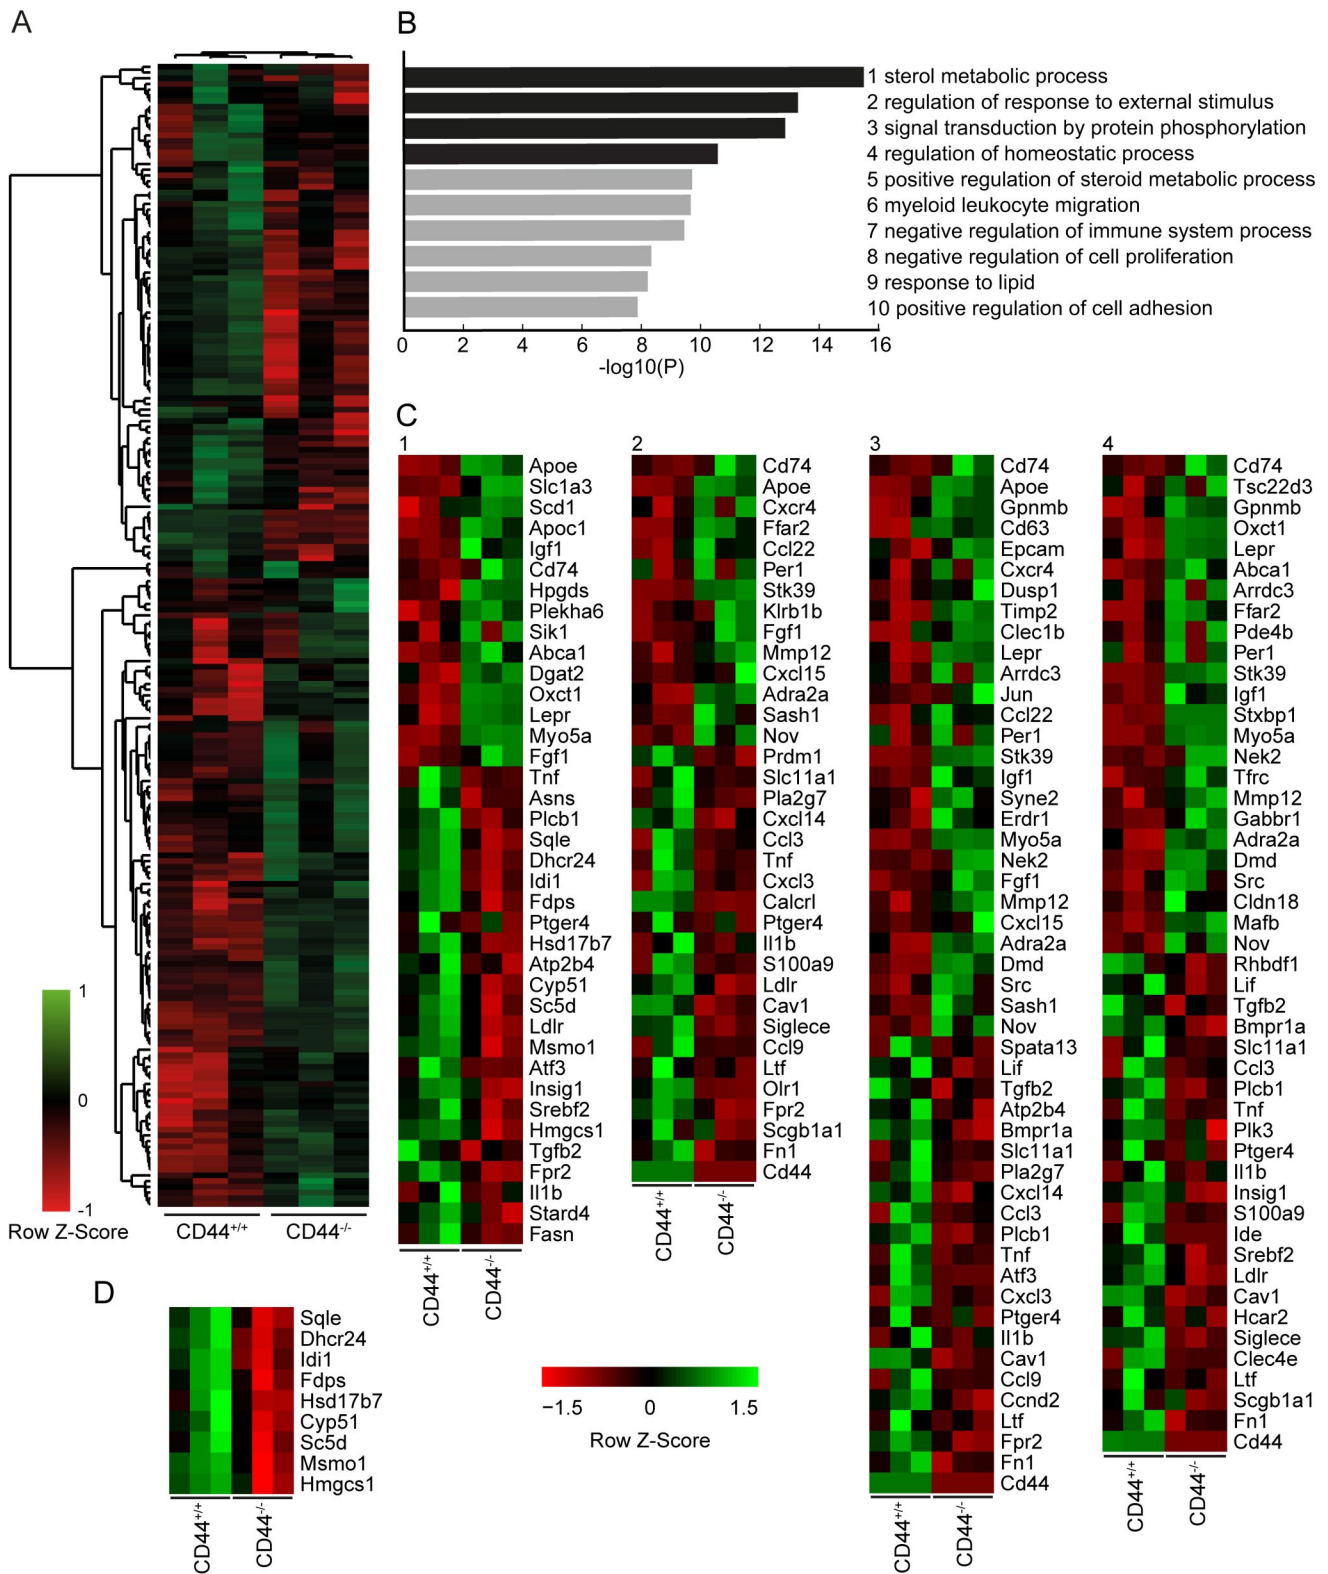 A
B
1 sterol metabolic process
2 regulation of response to external stimulus
3 signal transduction by protein phosphorylation
4 regulation of homeostatic process
5 positive regulation of steroid metabolic process
6 myeloid leukocyte migration
7 negative regulation of immune system process
8 negative regulation of cell proliferation
9 response to lipid
10 positive regulation of cell adhesion
0 2 4 6 8 10 12 14 16
-log10(P)
1
0
-1
Row Z-Score
CD44+/+
CD44-/-
C
1
Apoe
Slc1a3
Scd1
Apoc1
Igf1
Cd74
Hpgds
Plekha6
Sik1
Abca1
Dgat2
Oxct1
Lepr
Myo5a
Fgf1
Tnf
Asns
Plcb1
Sqle
Dhcr24
Idi1
Fdps
Ptger4
Hsd17b7
Atp2b4
Cyp51
Sc5d
Ldlr
Msmo1
Atf3
Insig1
Srebf2
Hmgcs1
Tgfb2
Fpr2
Il1b
Stard4
Fasn
CD44+/+
CD44-/-
2
Cd74
Apoe
Cxcr4
Ffar2
Ccl22
Per1
Stk39
Klrb1b
Fgf1
Mmp12
Cxcl15
Adra2a
Sash1
Nov
Prdm1
Slc11a1
Pla2g7
Cxcl14
Ccl3
Tnf
Cxcl3
Calcrl
Ptger4
Il1b
S100a9
Ldlr
Cav1
Siglece
Ccl9
Ltf
Olr1
Fpr2
Scgb1a1
Fn1
Cd44
CD44+/+
CD44-/-
3
Cd74
Apoe
Gpnmb
Cd63
Epcam
Cxcr4
Dusp1
Timp2
Clec1b
Lepr
Arrdc3
Jun
Ccl22
Per1
Stk39
Igf1
Syne2
Erdr1
Myo5a
Nek2
Fgf1
Mmp12
Cxcl15
Adra2a
Dmd
Src
Sash1
Nov
Spata13
Lif
Tgfb2
Atp2b4
Bmpr1a
Slc11a1
Pla2g7
Cxcl14
Ccl3
Plcb1
Tnf
Atf3
Cxcl3
Ptger4
Il1b
Cav1
Ccl9
Ccnd2
Ltf
Fpr2
Fn1
Cd44
CD44+/+
CD44-/-
4
Cd74
Tsc22d3
Gpnmb
Oxct1
Lepr
Abca1
Arrdc3
Ffar2
Pde4b
Per1
Stk39
Igf1
Stxbp1
Myo5a
Nek2
Tfrc
Mmp12
Gabbr1
Adra2a
Dmd
Src
Cldn18
Mafb
Nov
Rhbdf1
Lif
Tgfb2
Bmpr1a
Slc11a1
Ccl3
Plcb1
Tnf
Plk3
Ptger4
Il1b
Insig1
S100a9
Ide
Srebf2
Ldlr
Cav1
Hcar2
Siglece
Clec4e
Ltf
Scgb1a1
Fn1
Cd44
CD44+/+
CD44-/-
D
Sqle
Dhcr24
Idi1
Fdps
Hsd17b7
Cyp51
Sc5d
Msmo1
Hmgcs1
CD44+/+
CD44-/-
−1.5 0 1.5
Row Z-Score